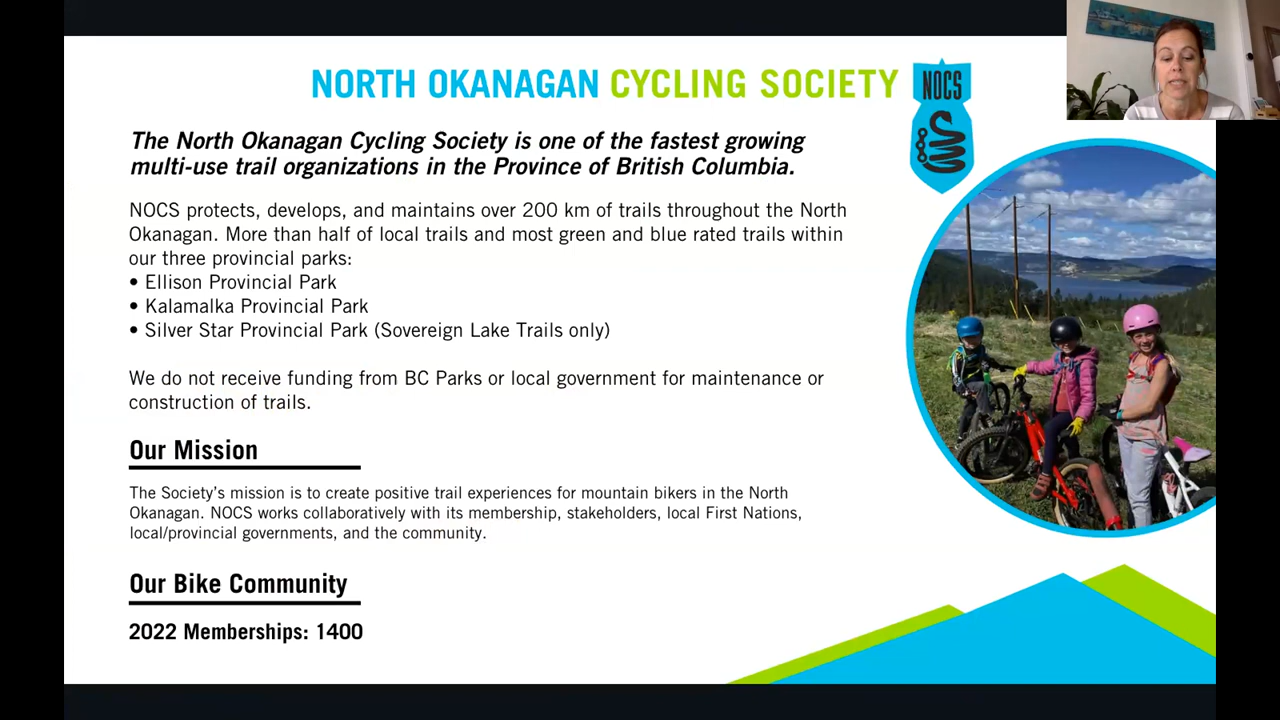 NORTH OKANAGAN CYCLING SOCIETY
NOCS
The North Okanagan Cycling Society is one of the fastest growing
multi-use trail organizations in the Province of British Columbia.
NOCS protects, develops, and maintains over 200 km of trails throughout the North
Okanagan. More than half of local trails and most green and blue rated trails within
our three provincial parks:
• Ellison Provincial Park
• Kalamalka Provincial Park
• Silver Star Provincial Park (Sovereign Lake Trails only)
We do not receive funding from BC Parks or local government for maintenance or
construction of trails.
Our Mission
The Society's mission is to create positive trail experiences for mountain bikers in the North
Okanagan. NOCS works collaboratively with its membership, stakeholders, local First Nations,
local/provincial governments, and the community.
Our Bike Community
2022 Memberships: 1400